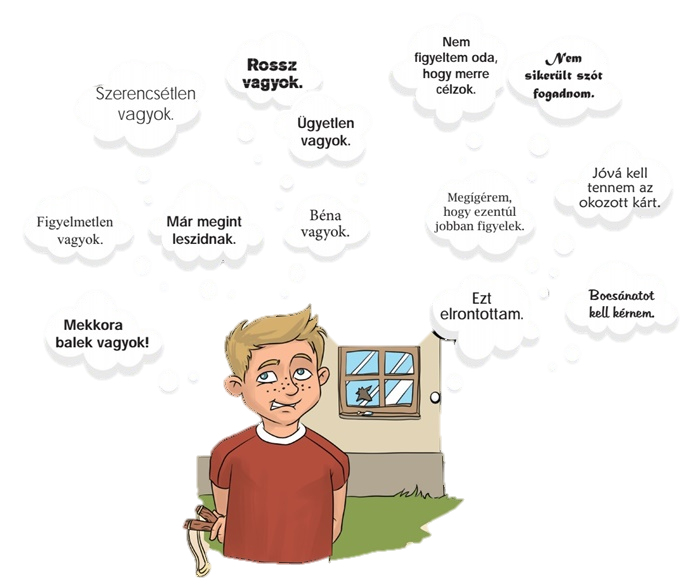 Szerencsétlen
vagyok.
Rossz
vagyok.
Ügyetlen
vagyok.
Nem
figyeltem oda,
hogy merre
célzok.
Nem
sikerült szót
fogadnom.
Figyelmetlen
vagyok.
Már megint
leszidnak.
Béna
vagyok.
Megígérem,
hogy ezentúl
jobban figyelek.
Jóvá kell
tennem az
okozott kárt.
Mekkora
balek vagyok!
Ezt
elrontottam.
Bocsánatot
kell kérnem.